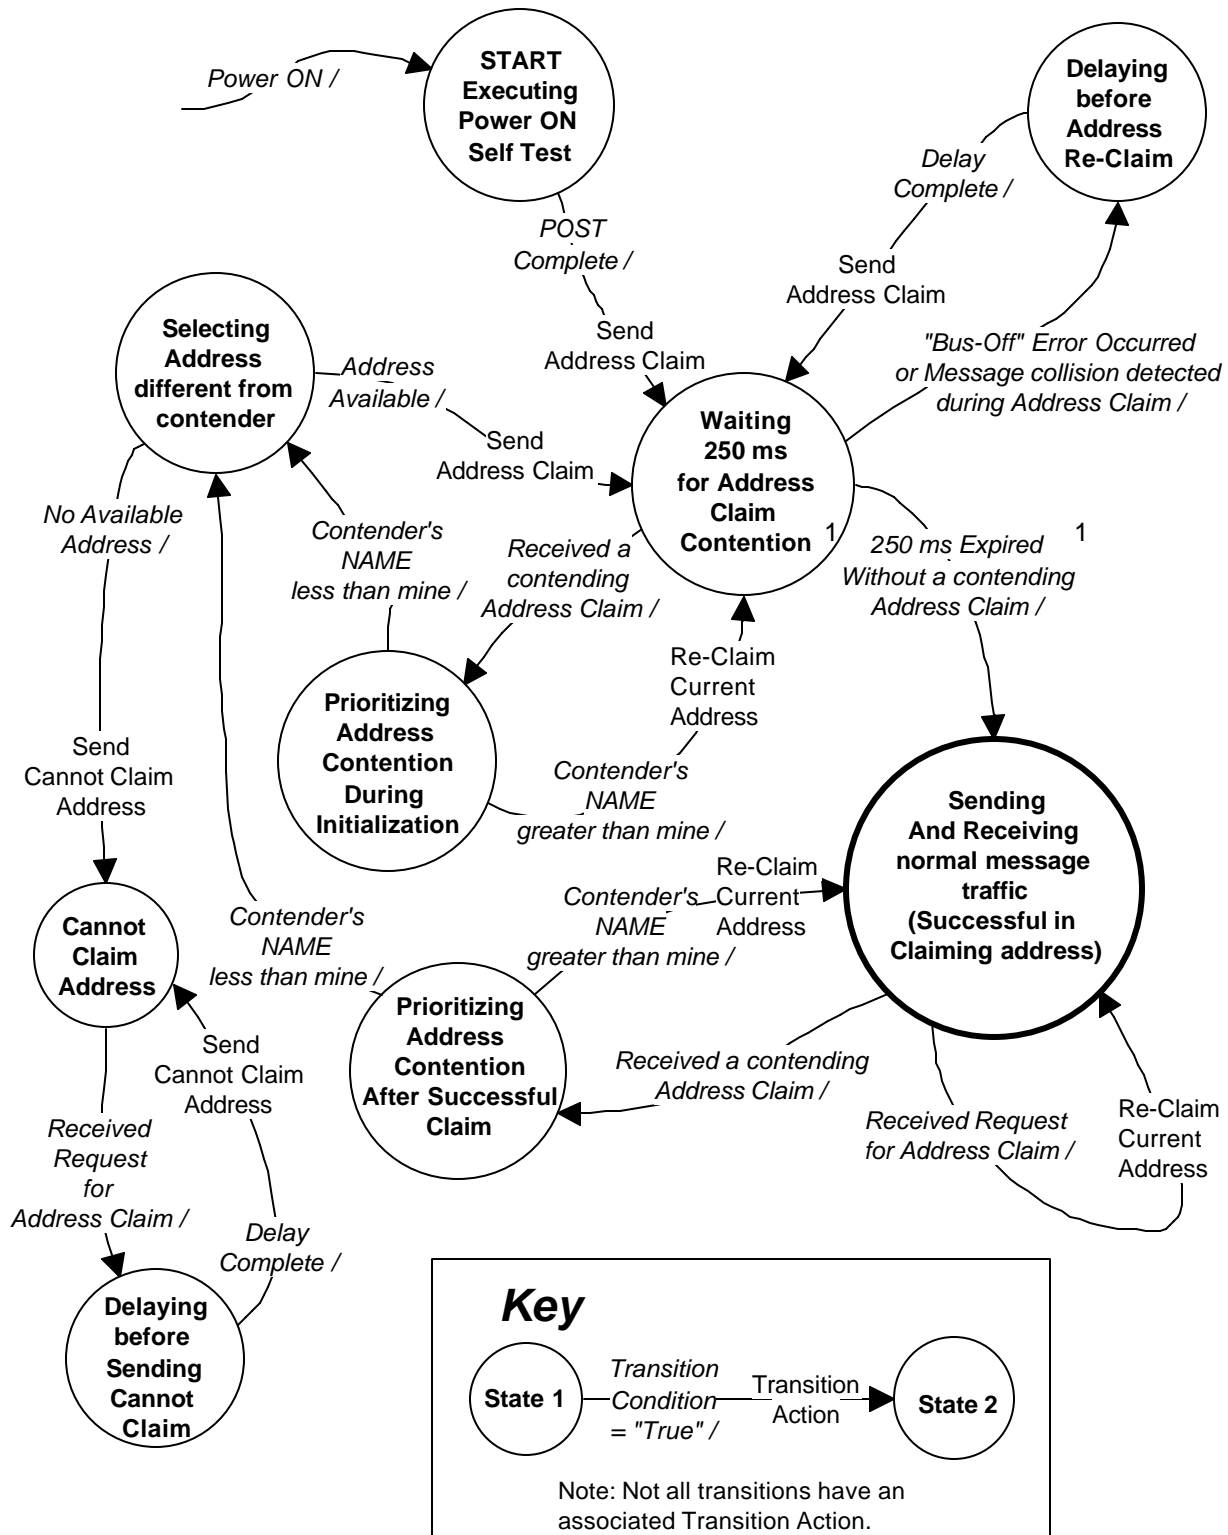 Power ON /
START
Executing
Power ON
Self Test
Delaying
before
Address
Re-Claim
Delay
Complete /
Send
Address Claim
POST
Complete /
Send
Address Claim
"Bus-Off" Error Occurred
or Message collision detected
during Address Claim /
Selecting
Address
different from
contender
Address
Available /
Send
Address Claim
Waiting
250 ms
for Address
Claim
Contention 1
No Available
Address /
Contender's
NAME
less than mine /
Received a
contending
Address Claim /
250 ms Expired 1
Without a contending
Address Claim /
Re-Claim
Current
Address
Prioritizing
Address
Contention
During
Initialization
Send
Cannot Claim
Address
Contender's
NAME
greater than mine /
Sending
And Receiving
normal message
traffic
(Successful in
Claiming address)
Re-Claim
Current
Address
Contender's
NAME
greater than mine /
Contender's
NAME
less than mine /
Cannot
Claim
Address
Prioritizing
Address
Contention
After Successful
Claim
Send
Cannot Claim
Address
Received a contending
Address Claim /
Received Request
for Address Claim /
Re-Claim
Current
Address
Received
Request
for
Address Claim /
Delay
Complete /
Delaying
before
Sending
Cannot
Claim
Key
State 1
Transition
Condition
= "True" /
Transition
Action
State 2
Note: Not all transitions have an
associated Transition Action.